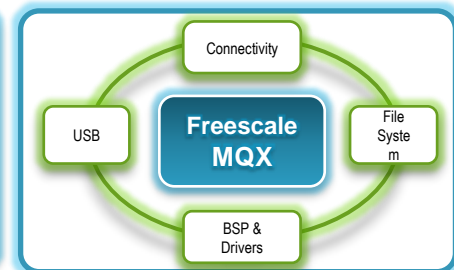 Connectivity
USB
Freescale
MQX
File
Syste
m
BSP &
Drivers